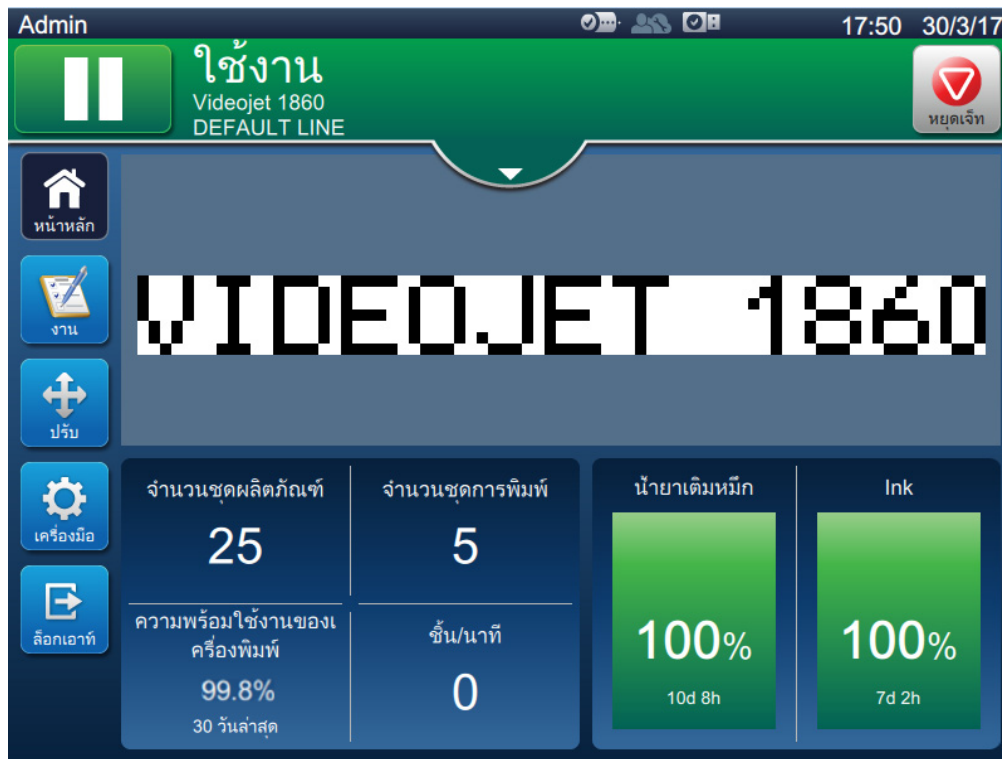 Admin
17:50 30/3/17
ใช้งาน
Videojet 1860
DEFAULT LINE
หยุดเจ็ท
หน้าหลัก
งาน
ปรับ
เครื่องมือ
ล็อกเอาท์
VIDEOJET 1860
จำนวนชุดผลิตภัณฑ์
25
จำนวนชุดการพิมพ์
5
ความพร้อมใช้งานของเ
ครื่องพิมพ์
99.8%
30 วันล่าสุด
ชิ้น/นาที
0
น้ำยาเติมหมึก
100%
10d 8h
Ink
100%
7d 2h